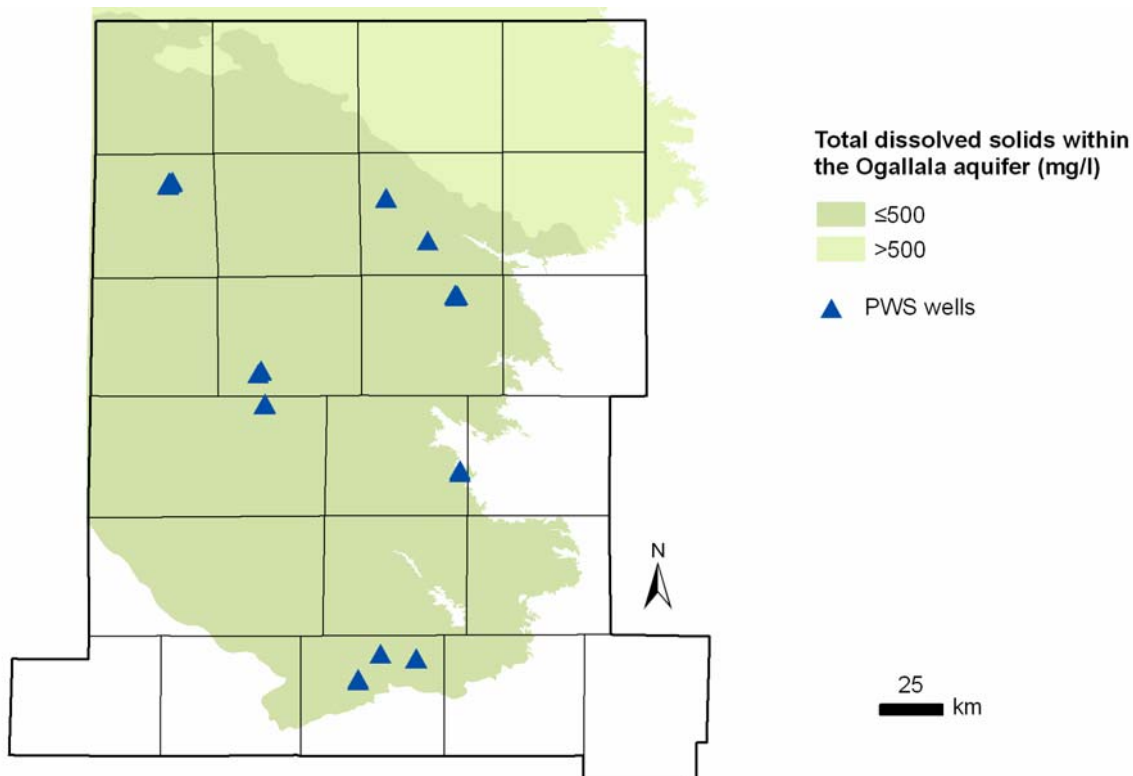 Total dissolved solids within
the Ogallala aquifer (mg/l)
≤500
>500
PWS wells
N
25
km